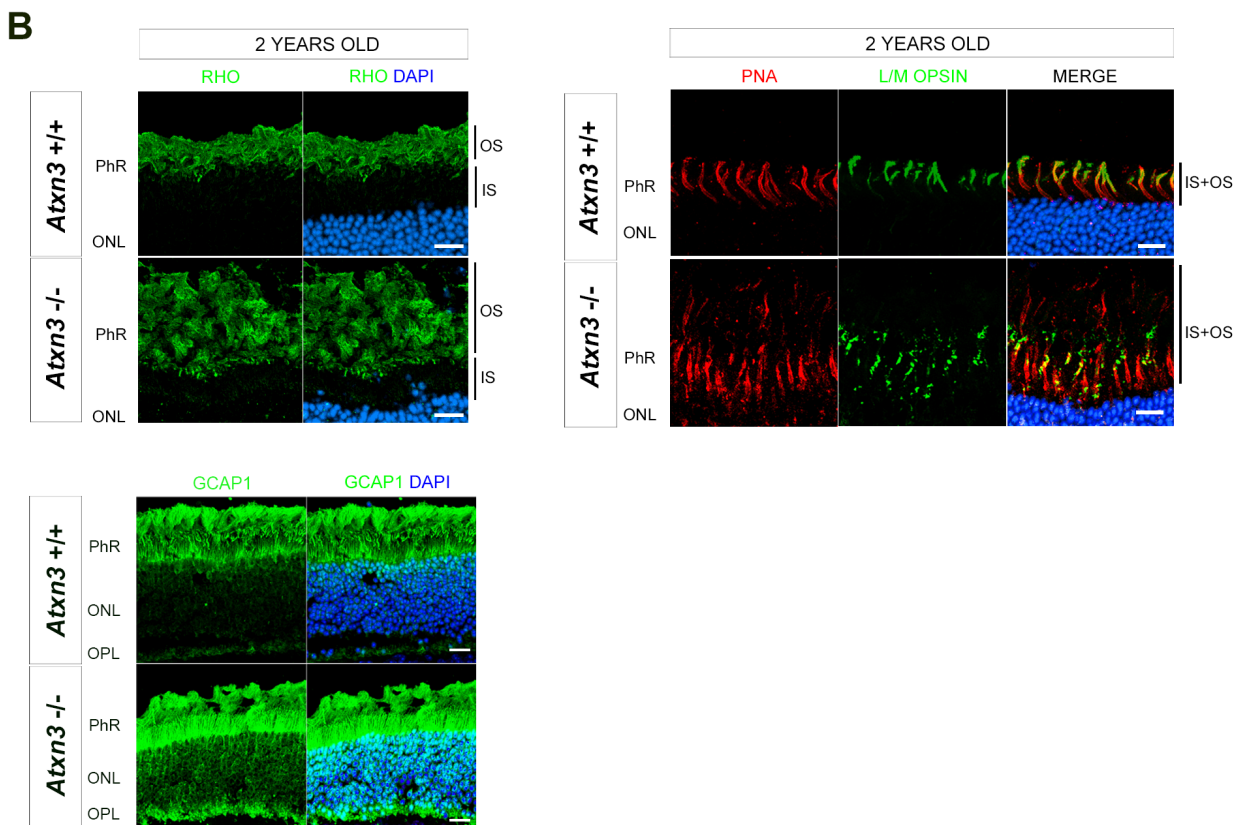 B
2 YEARS OLD
RHO
RHO DAPI
Atxn3 +/+
PhR
ONL
OS
IS
Atxn3 -/-
PhR
ONL
OS
IS
2 YEARS OLD
PNA
L/M OPSIN
MERGE
Atxn3 +/+
PhR
ONL
IS+OS
Atxn3 -/-
PhR
ONL
IS+OS
GCAP1
GCAP1 DAPI
Atxn3 +/+
PhR
ONL
OPL
Atxn3 -/-
PhR
ONL
OPL